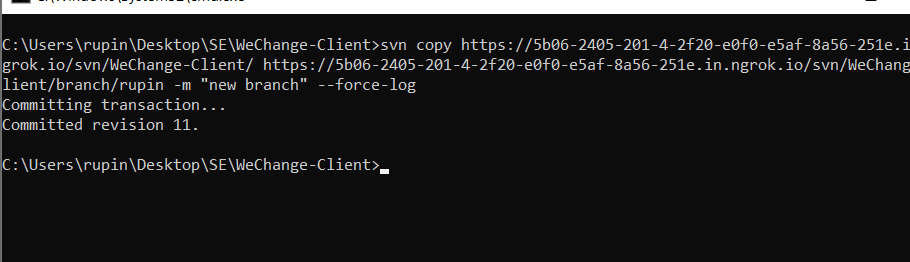 C:\Users\rupin\Desktop\SE\WeChange-Client>svn copy https://5b06-2405-201-4-2f20-e0f0-e5af-8a56-251e.i
grok.io/svn/WeChange-Client/ https://5b06-2405-201-4-2f20-e0f0-e5af-8a56-251e.in.ngrok.io/svn/WeChang
lient/branch/rupin -m "new branch" --force-log
Committing transaction...
Committed revision 11.
C:\Users\rupin\Desktop\SE\WeChange-Client>